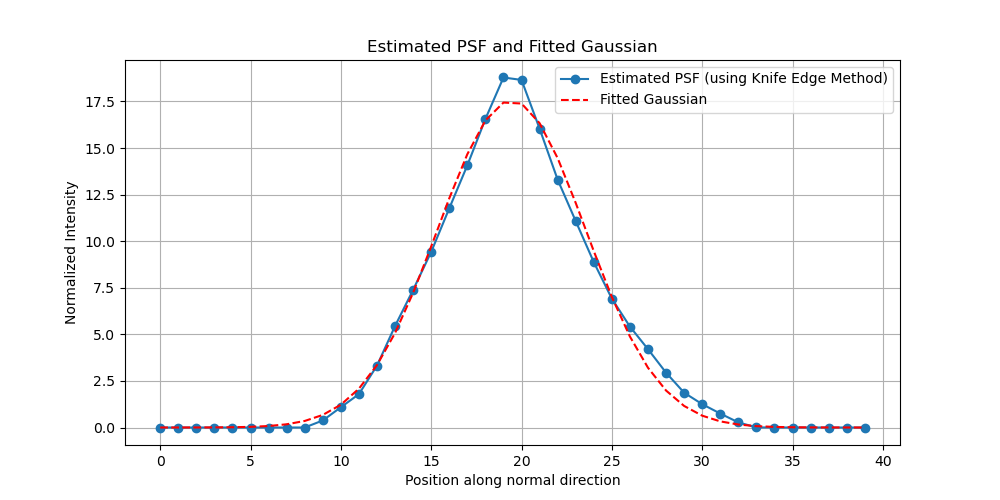 Estimated PSF and Fitted Gaussian
Estimated PSF (using Knife Edge Method)
Fitted Gaussian
Normalized Intensity
17.5
15.0
12.5
10.0
7.5
5.0
2.5
0.0
0 5 10 15 20 25 30 35 40
Position along normal direction